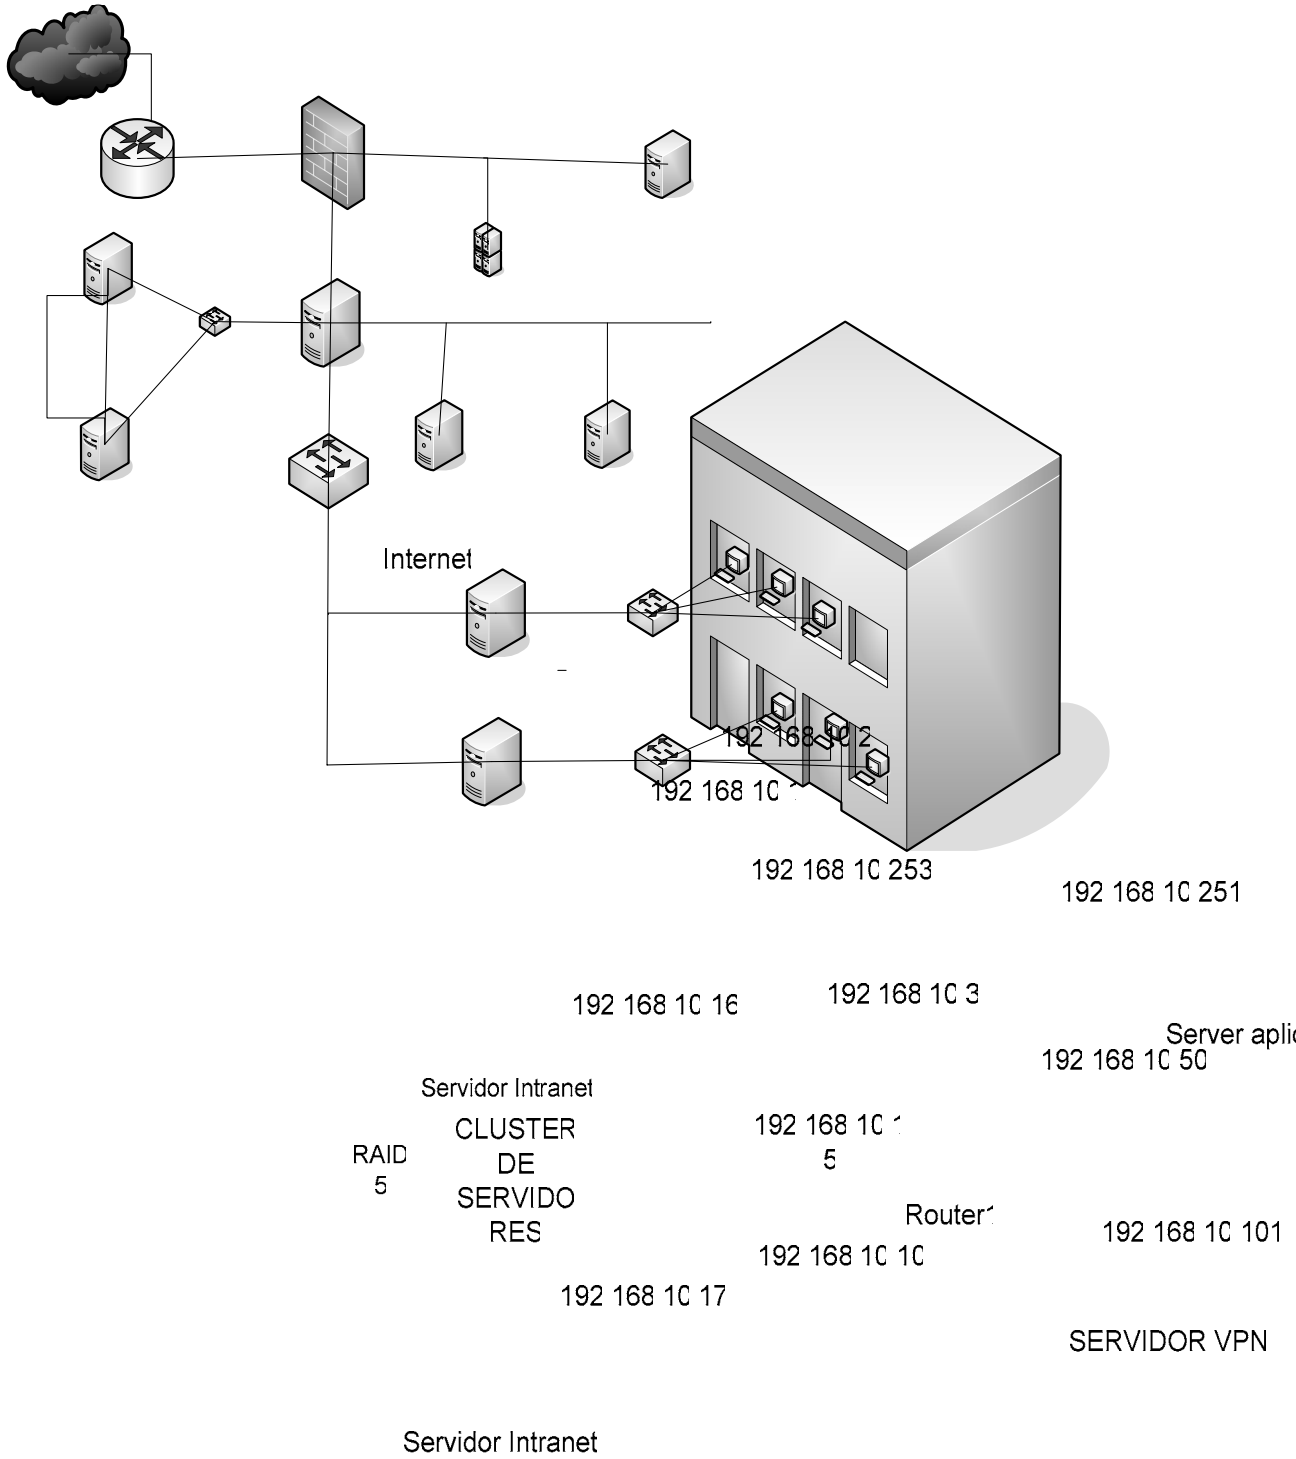 Internet
192 168 10 2
192 168 10
192 168 10 253
192 168 10 251
192 168 10 3
192 168 10 16
Server aplic
192 168 10 50
Servidor Intranet
CLUSTER
DE
SERVIDO
RES
RAID
5
192 168 10 1
5
Router1
192 168 10 101
192 168 10 10
192 168 10 17
SERVIDOR VPN
Servidor Intranet